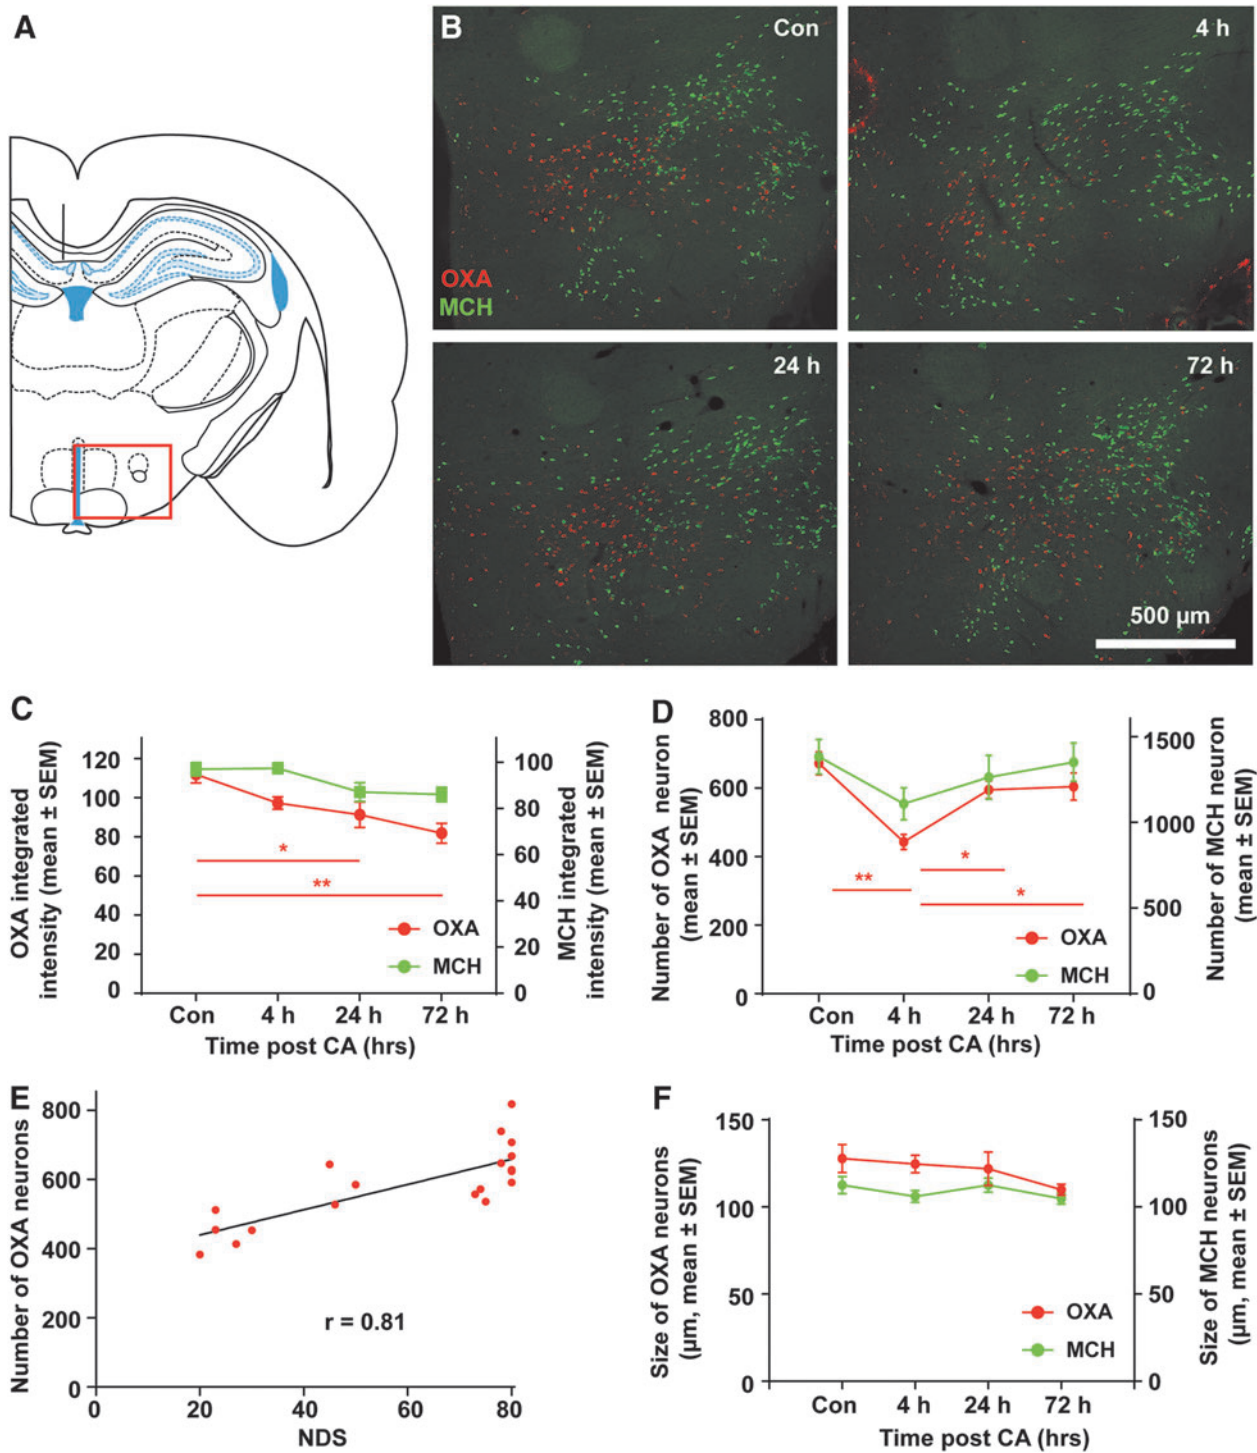 A
B
Con
4 h
OXA
MCH
24 h
72 h
500 µm
C
OXA integrated
intensity (mean ± SEM)
120
100
80
60
40
20
0
*
**
OXA
MCH
100
80
60
40
20
0
MCH integrated
intensity (mean ± SEM)
Con
4 h
24 h
72 h
Time post CA (hrs)
D
Number of OXA neuron
(mean ± SEM)
800
600
400
200
0
**
*
*
OXA
MCH
1500
1000
500
0
Number of MCH neuron
(mean ± SEM)
Con
4 h
24 h
72 h
Time post CA (hrs)
E
Number of OXA neurons
800
600
400
200
0
r = 0.81
0
20
40
60
80
NDS
F
Size of OXA neurons
(µm, mean ± SEM)
150
100
50
0
OXA
MCH
150
100
50
0
Size of MCH neurons
(µm, mean ± SEM)
Con
4 h
24 h
72 h
Time post CA (hrs)